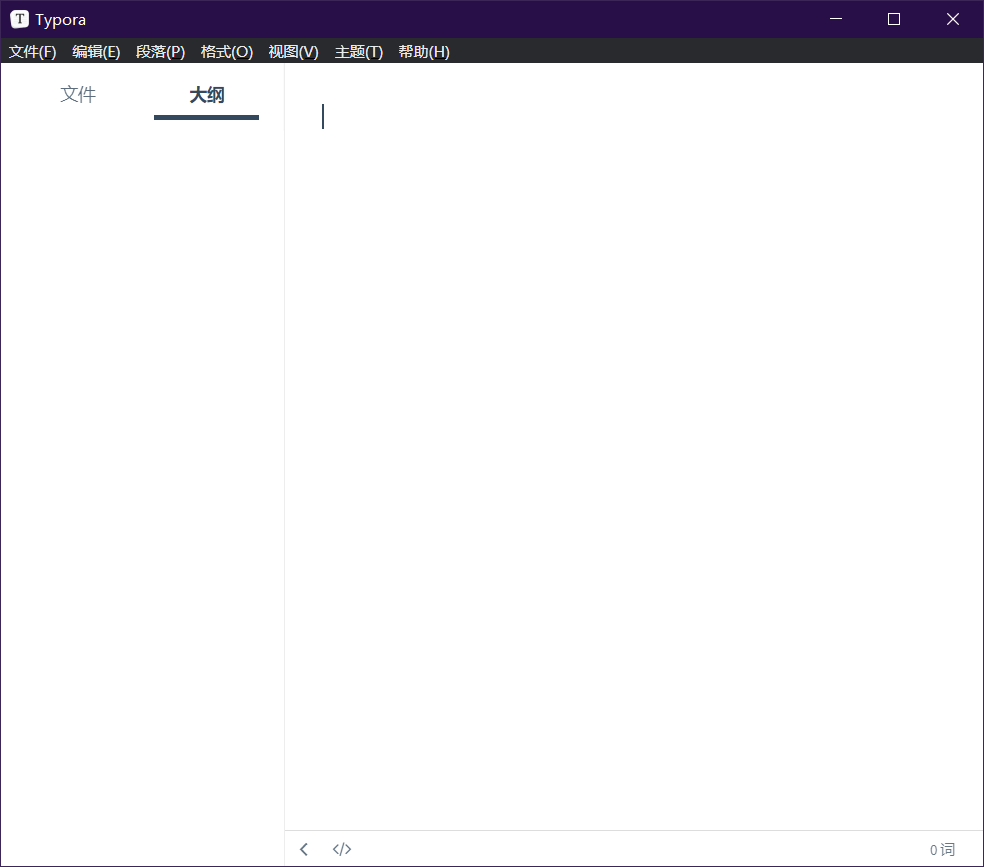 T Typora
文件(F) 编辑(E) 段落(P) 格式(O) 视图(V) 主题(T) 帮助(H)
文件 大纲
</> 0 词